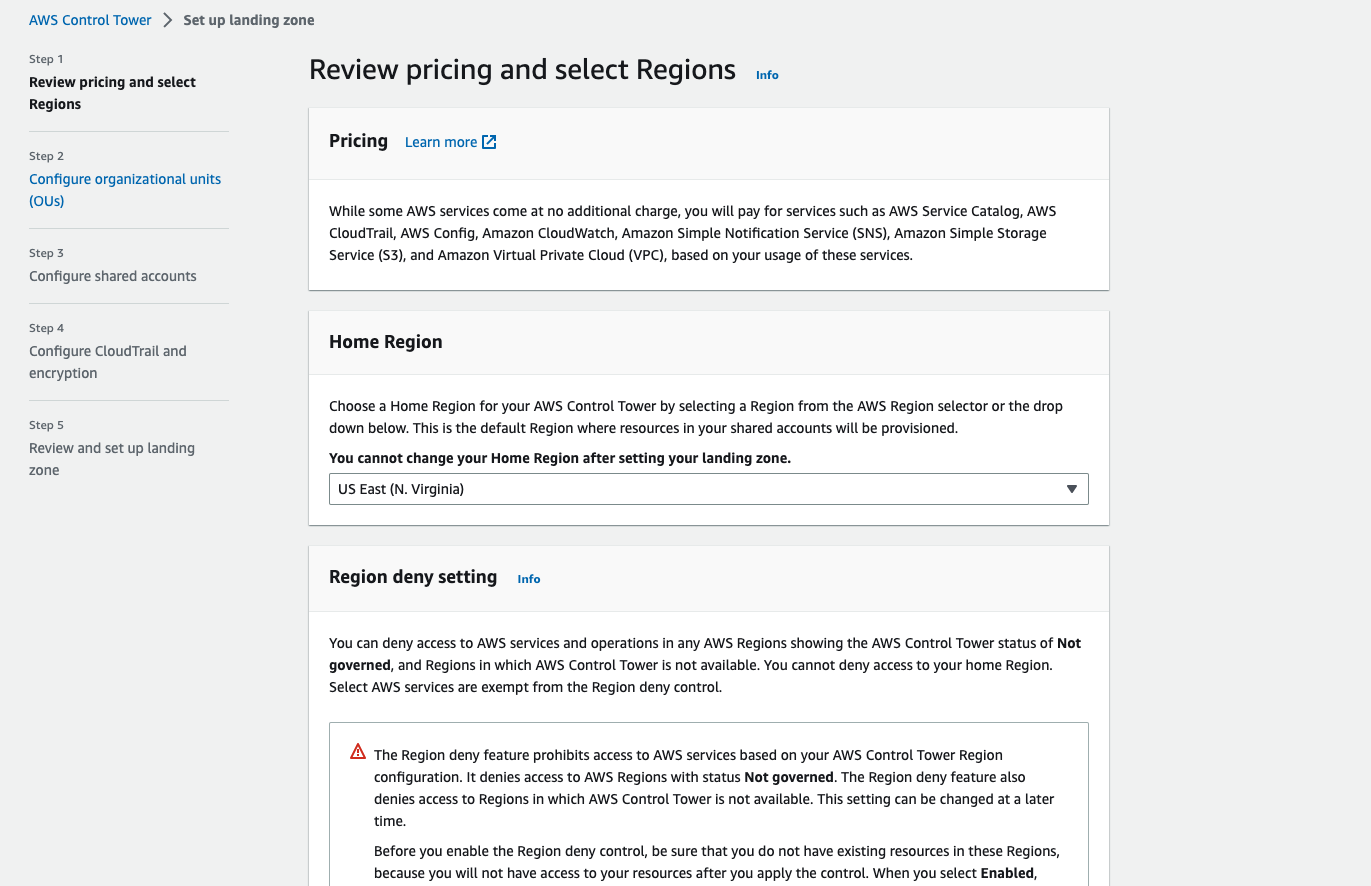 AWS Control Tower > Set up landing zone
Step 1
Review pricing and select
Regions
Step 2
Configure organizational units
(OUs)
Step 3
Configure shared accounts
Step 4
Configure CloudTrail and
encryption
Step 5
Review and set up landing
zone
Review pricing and select Regions Info
Pricing Learn more
While some AWS services come at no additional charge, you will pay for services such as AWS Service Catalog, AWS
CloudTrail, AWS Config, Amazon CloudWatch, Amazon Simple Notification Service (SNS), Amazon Simple Storage
Service (S3), and Amazon Virtual Private Cloud (VPC), based on your usage of these services.
Home Region
Choose a Home Region for your AWS Control Tower by selecting a Region from the AWS Region selector or the drop
down below. This is the default Region where resources in your shared accounts will be provisioned.
You cannot change your Home Region after setting your landing zone.
US East (N. Virginia)
Region deny setting Info
You can deny access to AWS services and operations in any AWS Regions showing the AWS Control Tower status of Not
governed, and Regions in which AWS Control Tower is not available. You cannot deny access to your home Region.
Select AWS services are exempt from the Region deny control.
The Region deny feature prohibits access to AWS services based on your AWS Control Tower Region
configuration. It denies access to AWS Regions with status Not governed. The Region deny feature also
denies access to Regions in which AWS Control Tower is not available. This setting can be changed at a later
time.
Before you enable the Region deny control, be sure that you do not have existing resources in these Regions,
because you will not have access to your resources after you apply the control. When you select Enabled,